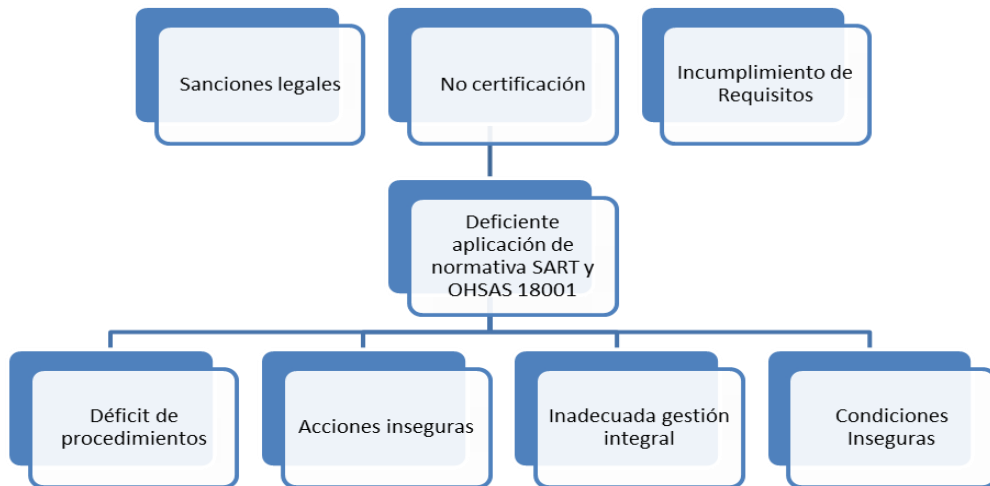 Sanciones legales
No certificación
Incumplimiento de
Requisitos
Deficiente
aplicación de
normativa SART y
OHSAS 18001
Déficit de
procedimientos
Acciones inseguras
Inadecuada gestión
integral
Condiciones
Inseguras